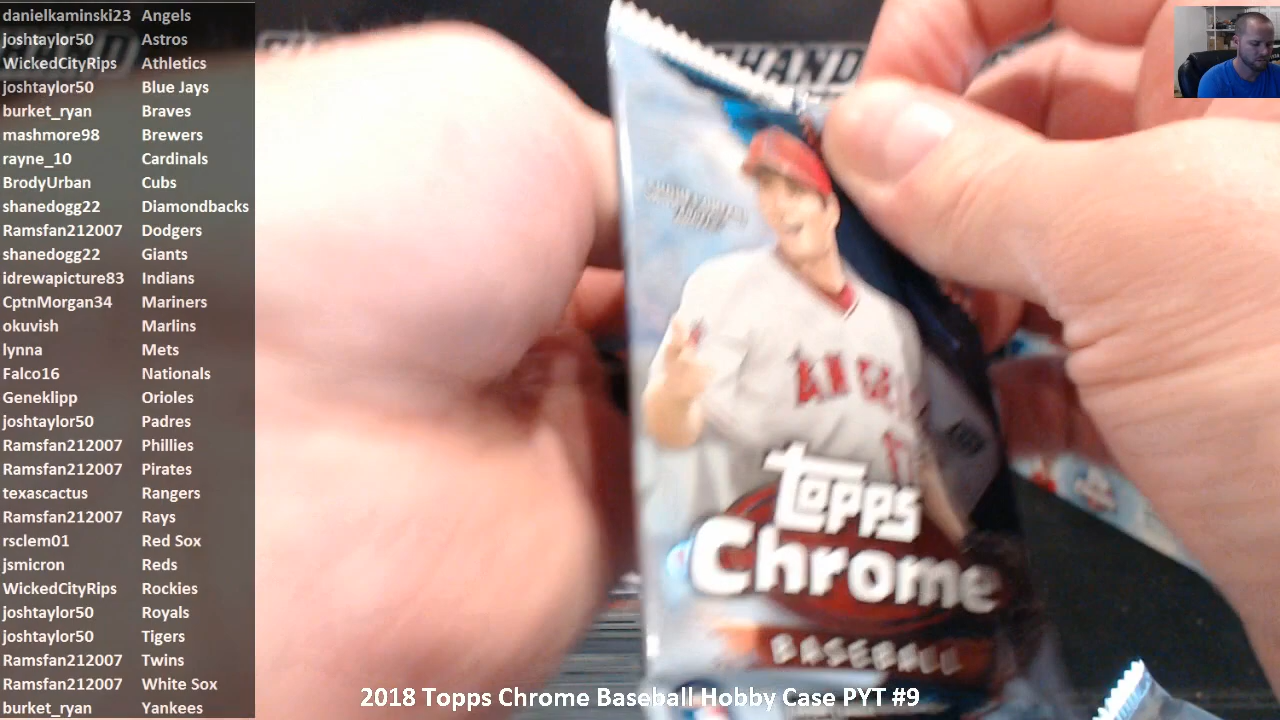 danielkaminski23 Angels
joshtaylor50 Astros
WickedCityRips Athletics
joshtaylor50 Blue Jays
burket_ryan Braves
mashmore98 Brewers
rayne_10 Cardinals
BrodyUrban Cubs
shanedogg22 Diamondbacks
Ramsfan212007 Dodgers
shanedogg22 Giants
idrewapicture83 Indians
CptnMorgan34 Mariners
okuvish Marlins
lynna Mets
Falco16 Nationals
Geneklipp Orioles
joshtaylor50 Padres
Ramsfan212007 Phillies
Ramsfan212007 Pirates
texascactus Rangers
Ramsfan212007 Rays
rsclem01 Red Sox
jsmicron Reds
WickedCityRips Rockies
joshtaylor50 Royals
joshtaylor50 Tigers
Ramsfan212007 Twins
Ramsfan212007 White Sox
burket_ryan Yankees
topps
Chrome
BASEBALL
2018 Topps Chrome Baseball Hobby Case PYT #9